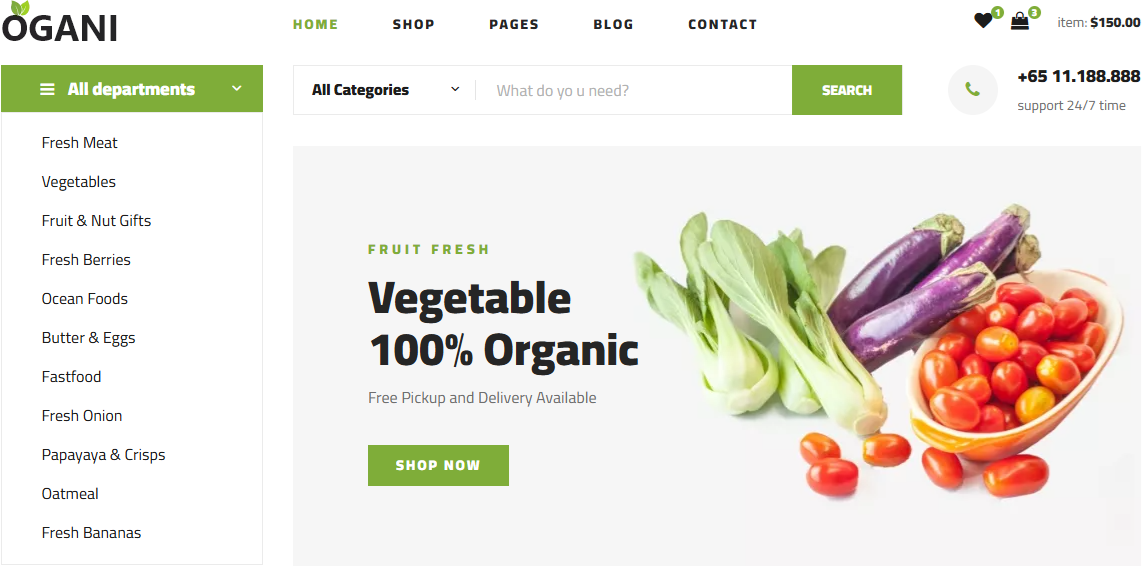 OGANI
HOME SHOP PAGES BLOG CONTACT
1 3 item: $150.00
All departments
All Categories What do yo u need? SEARCH
+65 11.188.888
support 24/7 time
Fresh Meat
Vegetables
Fruit & Nut Gifts
Fresh Berries
Ocean Foods
Butter & Eggs
Fastfood
Fresh Onion
Papayaya & Crisps
Oatmeal
Fresh Bananas
FRUIT FRESH
Vegetable
100% Organic
Free Pickup and Delivery Available
SHOP NOW